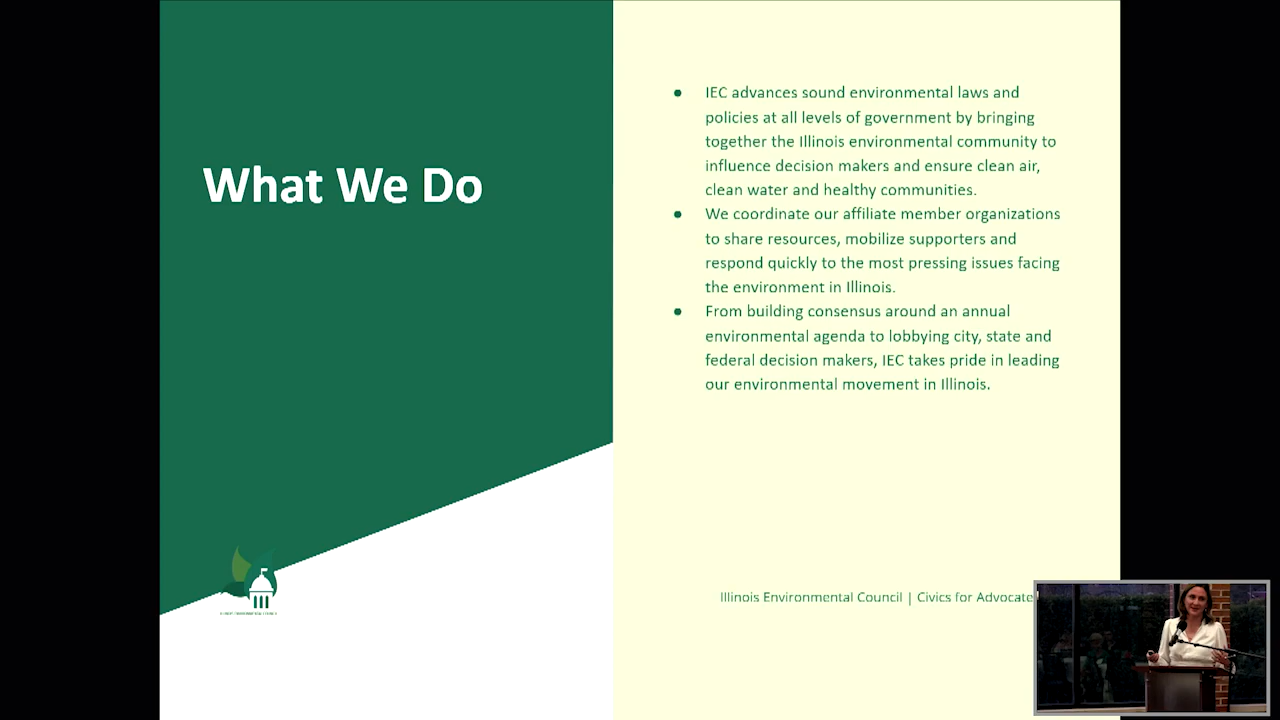 What We Do
● IEC advances sound environmental laws and
policies at all levels of government by bringing
together the Illinois environmental community to
influence decision makers and ensure clean air,
clean water and healthy communities.
● We coordinate our affiliate member organizations
to share resources, mobilize supporters and
respond quickly to the most pressing issues facing
the environment in Illinois.
● From building consensus around an annual
environmental agenda to lobbying city, state and
federal decision makers, IEC takes pride in leading
our environmental movement in Illinois.
Illinois Environmental Council | Civics for Advocate